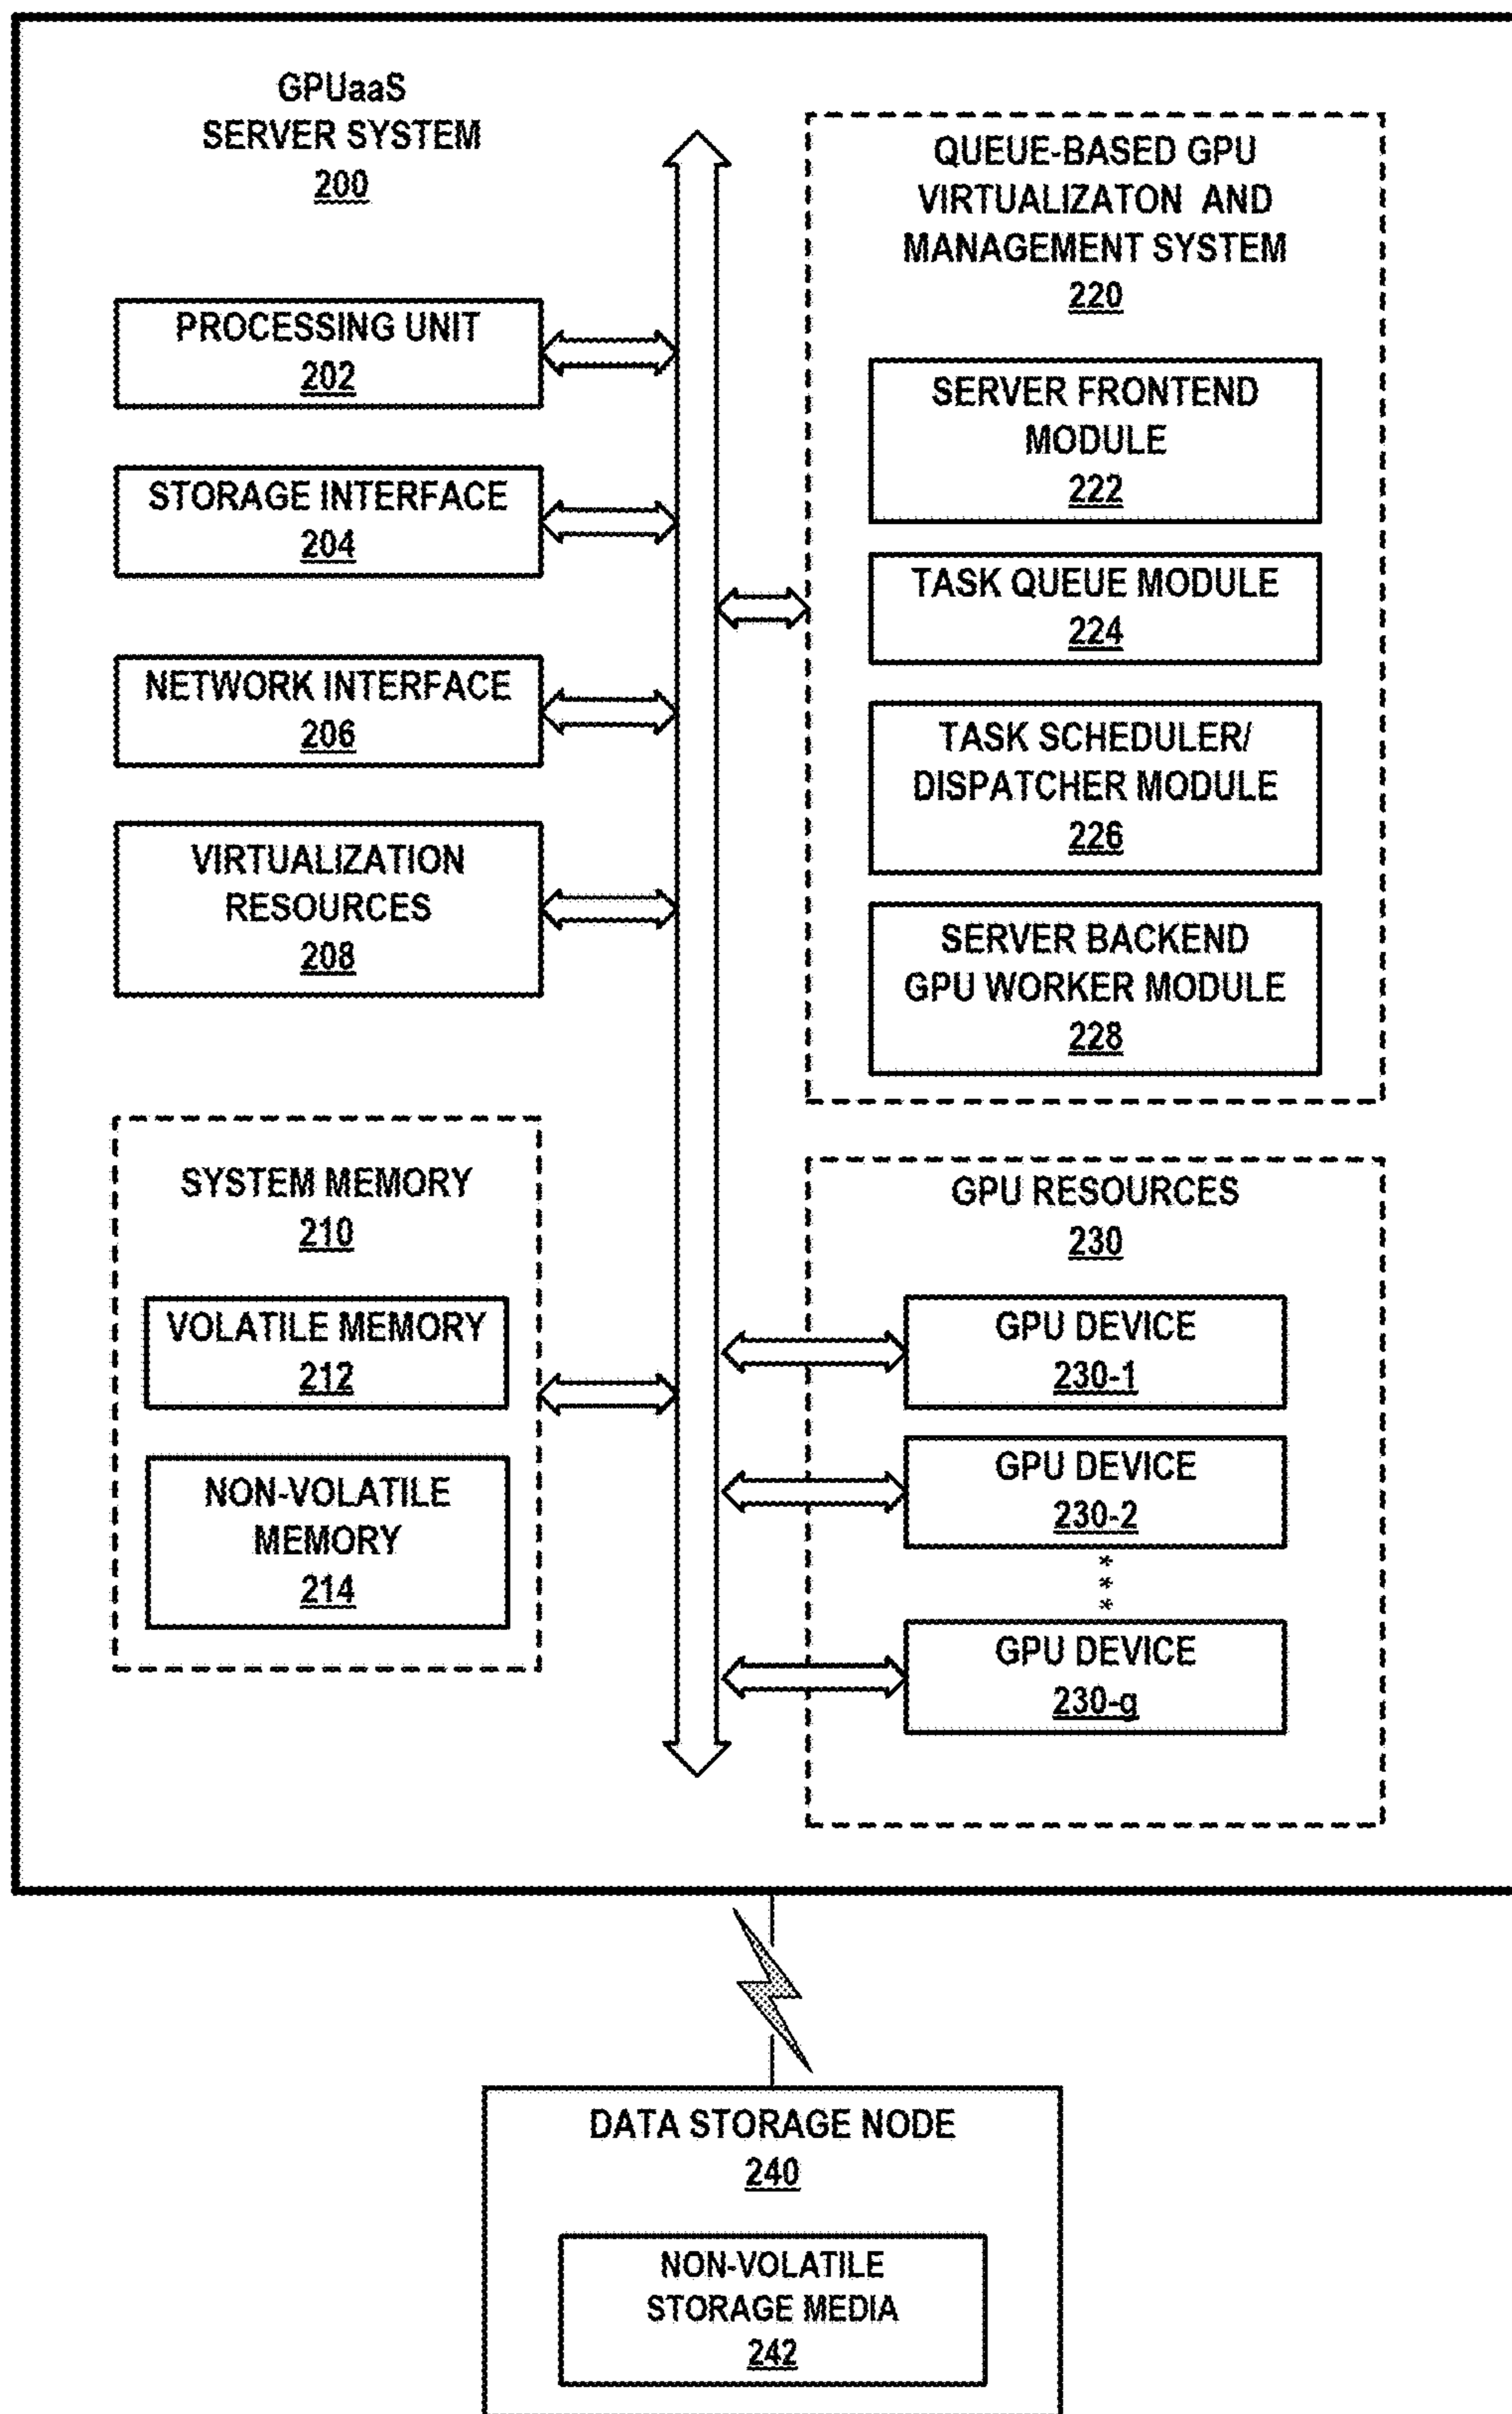 GPUaaS
SERVER SYSTEM
200
PROCESSING UNIT
202
STORAGE INTERFACE
204
NETWORK INTERFACE
206
VIRTUALIZATION
RESOURCES
208
SYSTEM MEMORY
210
VOLATILE MEMORY
212
NON-VOLATILE
MEMORY
214
QUEUE-BASED GPU
VIRTUALIZATON AND
MANAGEMENT SYSTEM
220
SERVER FRONTEND
MODULE
222
TASK QUEUE MODULE
224
TASK SCHEDULER/
DISPATCHER MODULE
226
SERVER BACKEND
GPU WORKER MODULE
228
GPU RESOURCES
230
GPU DEVICE
230-1
GPU DEVICE
230-2
*
*
*
GPU DEVICE
230-g
DATA STORAGE NODE
240
NON-VOLATILE
STORAGE MEDIA
242